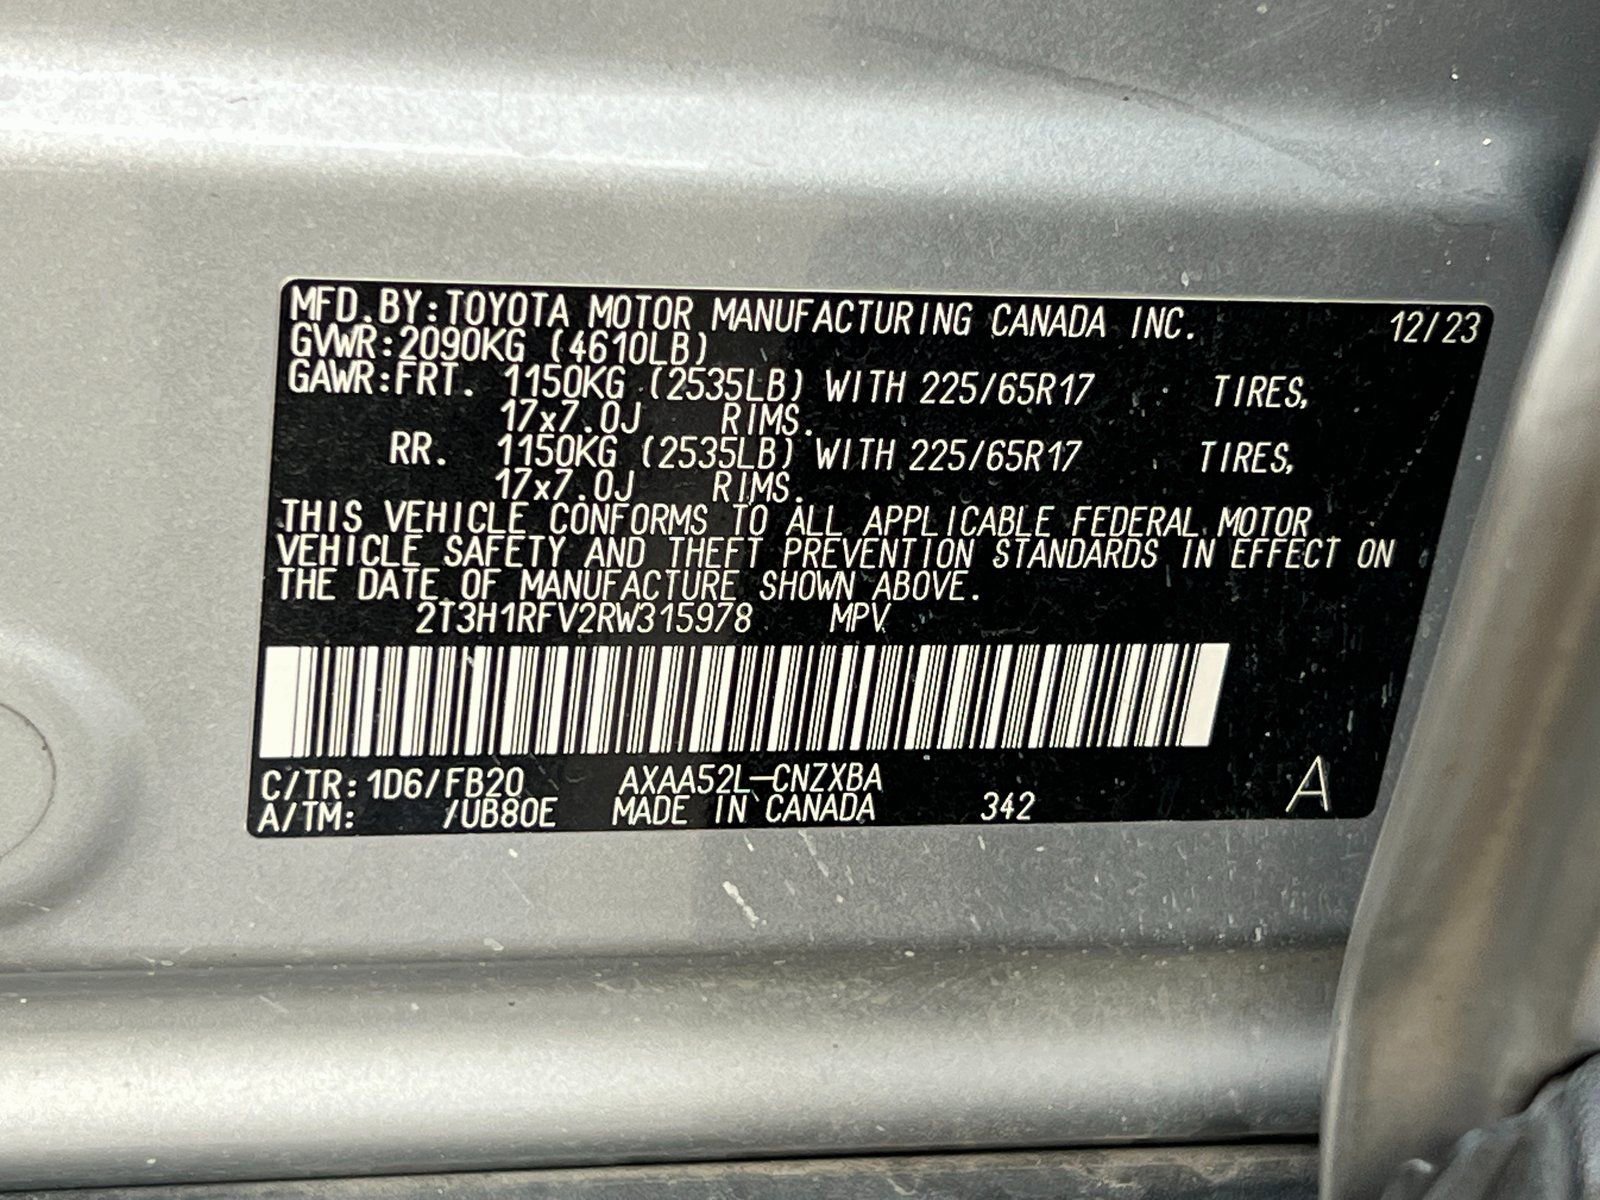 MFD.BY:TOYOTA MOTOR MANUFACTURING CANADA INC. 12/23
GVWR:2090KG (4610LB)
GAWR:FRT. 1150KG (2535LB) WITH 225/65R17 TIRES,
17x7.0J RIMS.
RR. 1150KG (2535LB) WITH 225/65R17 TIRES,
17x7.0J RIMS.
THIS VEHICLE CONFORMS TO ALL APPLICABLE FEDERAL MOTOR
VEHICLE SAFETY AND THEFT PREVENTION STANDARDS IN EFFECT ON
THE DATE OF MANUFACTURE SHOWN ABOVE.
2T3H1RFV2RW315978 MPV
C/TR:1D6/FB20 AXAA52L-CNZXBA
A/TM: /UB80E MADE IN CANADA 342 A